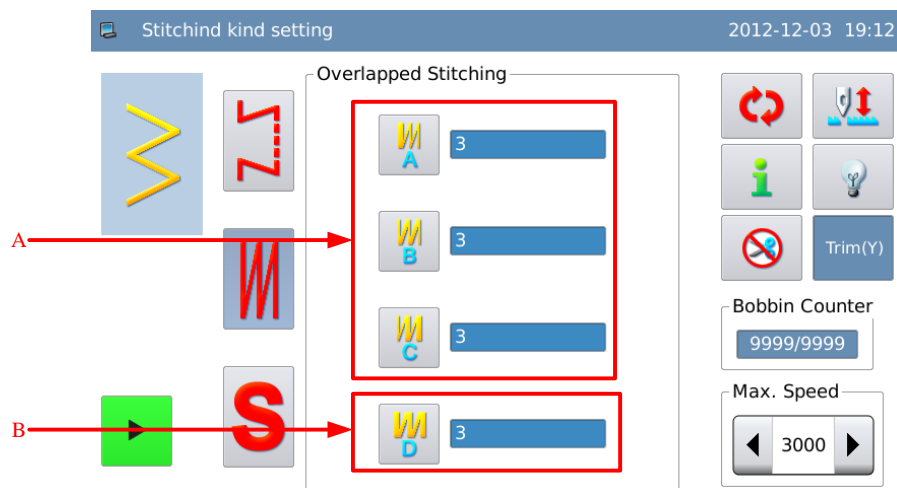 Stitchind kind setting
2012-12-03 19:12
Overlapped Stitching
A
3
B
3
C
3
D
3
A
B
S
Trim(Y)
Bobbin Counter
9999/9999
Max. Speed
3000